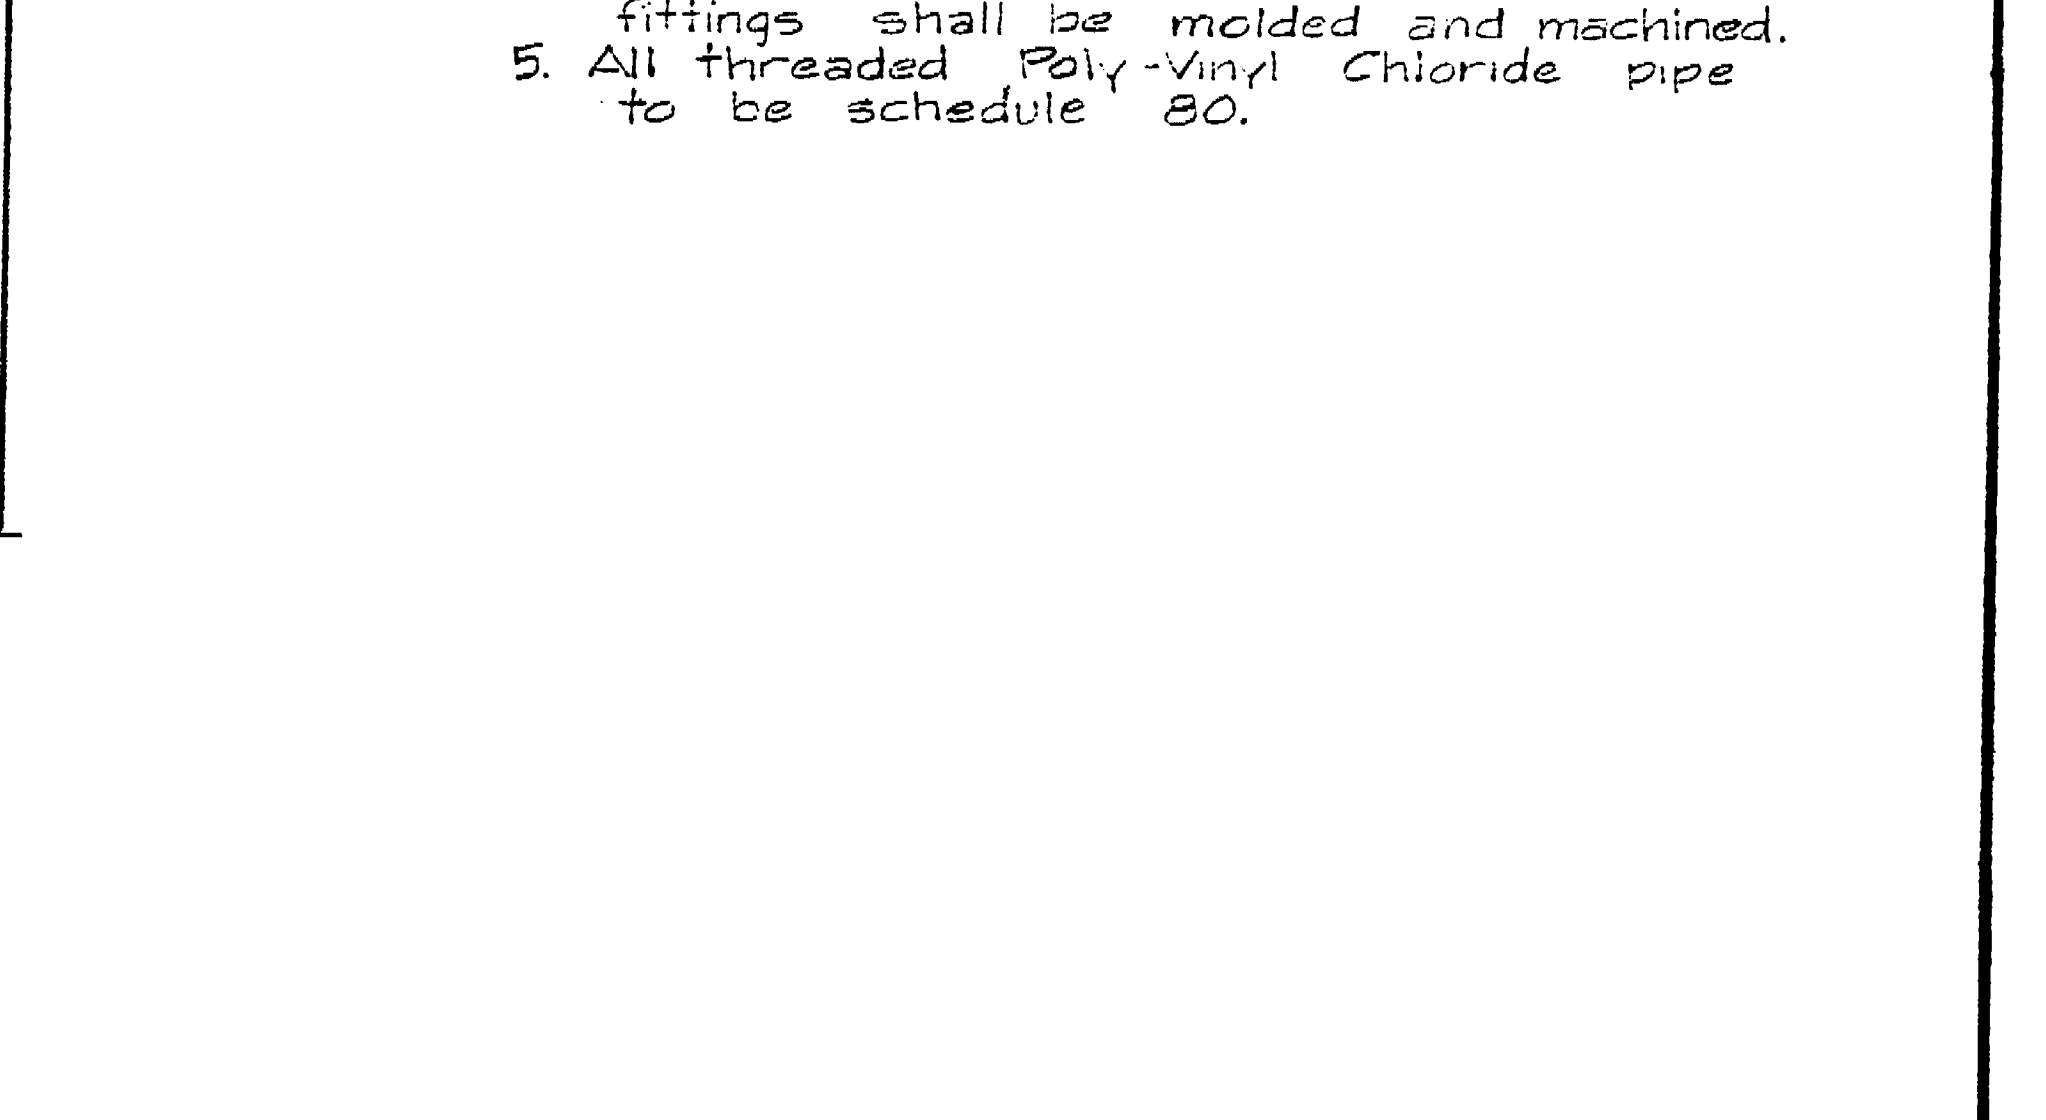 fittings shall be molded and machined.
5. All threaded Poly-Vinyl Chloride pipe
to be schedule 80.